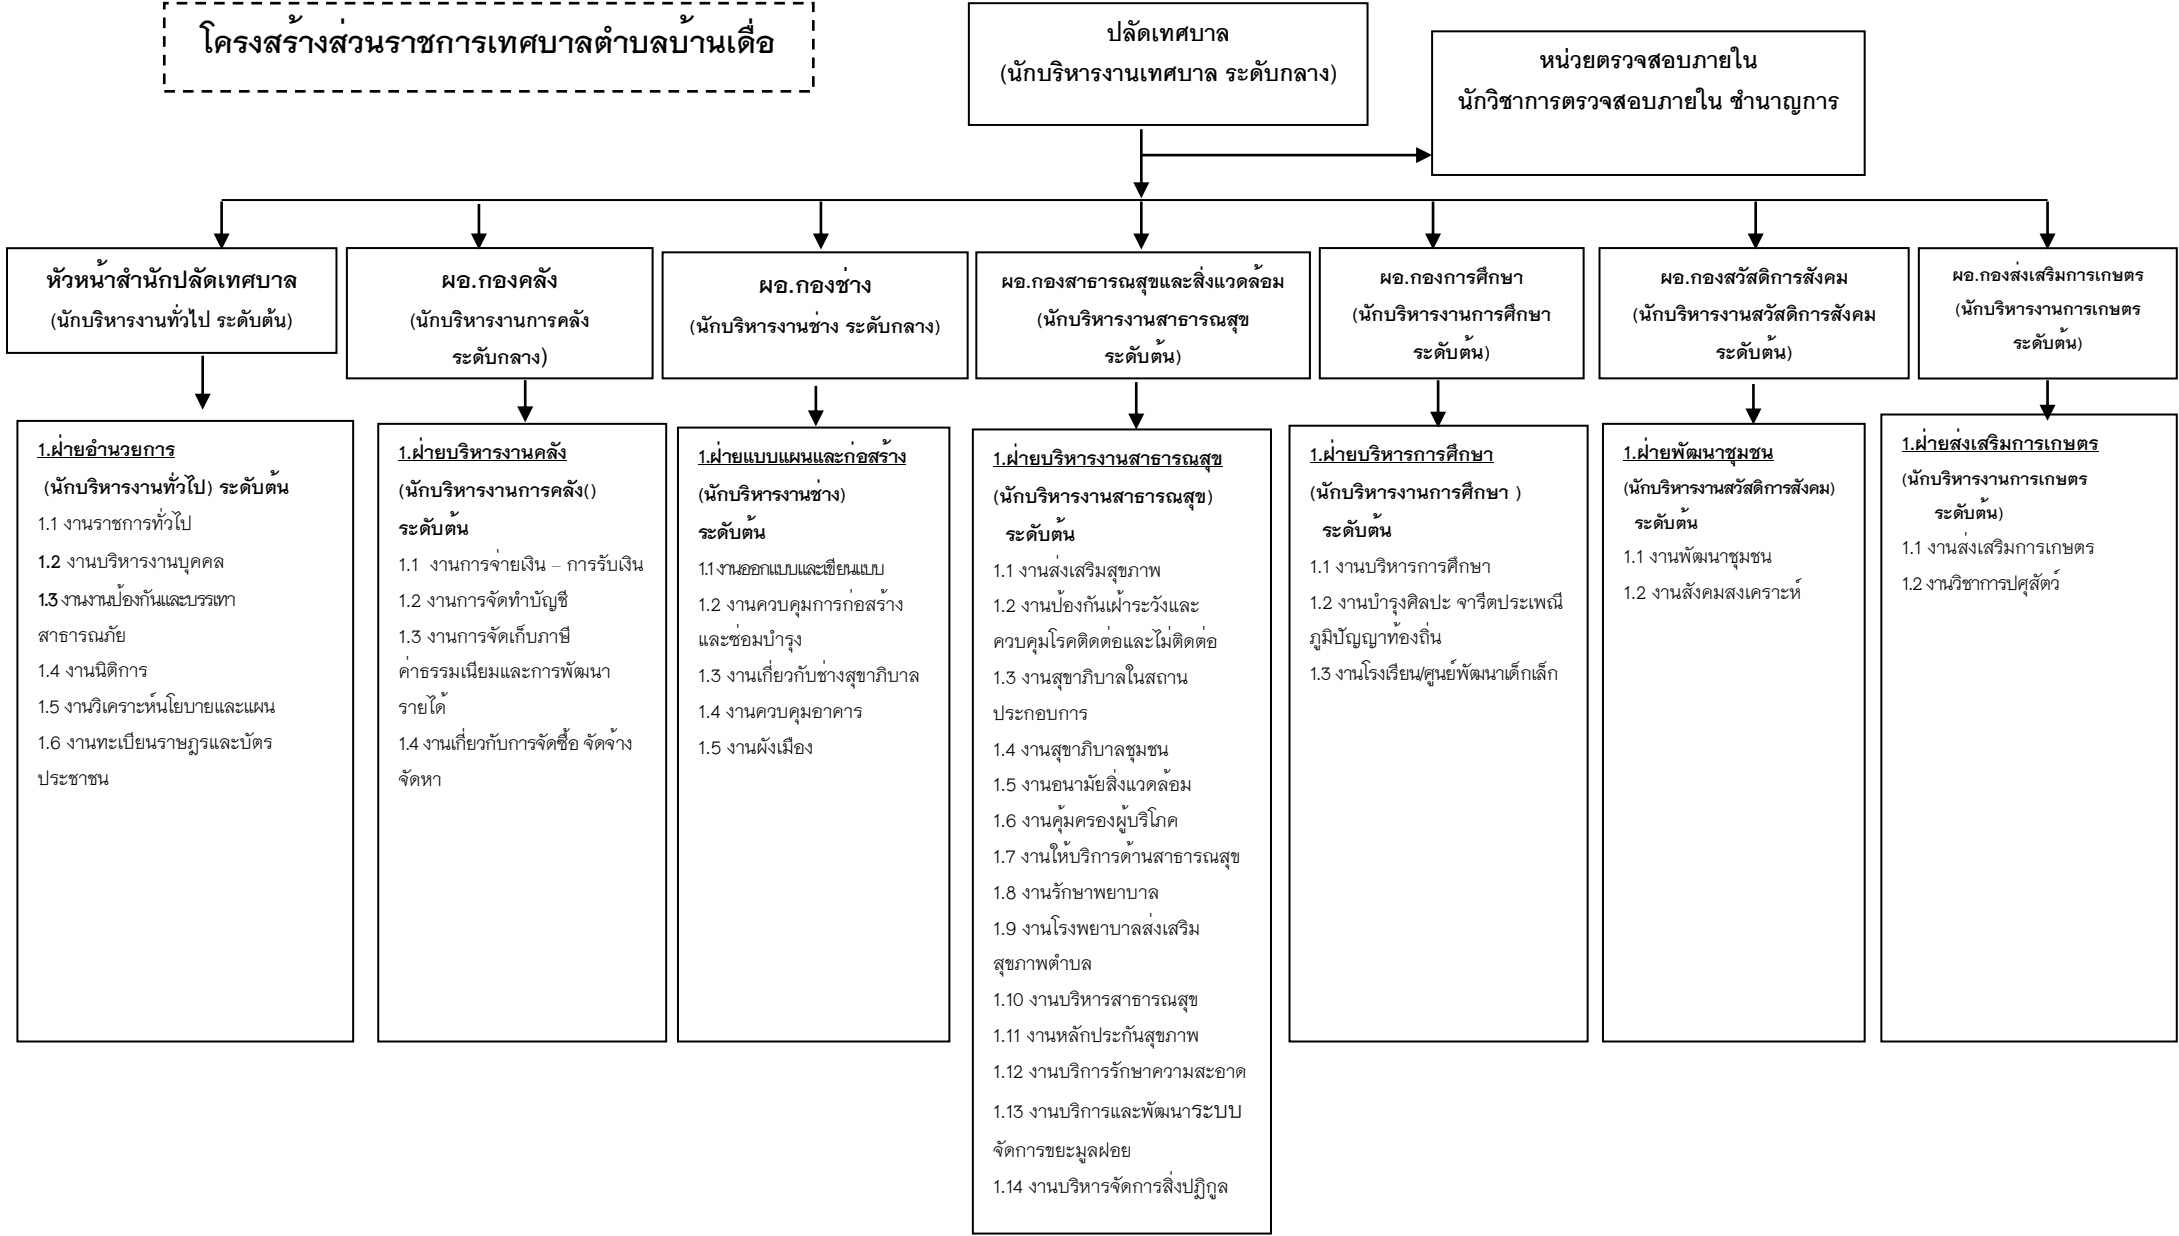 โครงสร้างส่วนราชการเทศบาลตำบลบ้านเดื่อ
ปลัดเทศบาล
(นักบริหารงานเทศบาล ระดับกลาง)
หน่วยตรวจสอบภายใน
นักวิชาการตรวจสอบภายใน ชำนาญการ
หัวหน้าสำนักปลัดเทศบาล
(นักบริหารงานทั่วไป ระดับต้น)
ผอ.กองคลัง
(นักบริหารงานการคลัง
ระดับกลาง)
ผอ.กองช่าง
(นักบริหารงานช่าง ระดับกลาง)
ผอ.กองสาธารณสุขและสิ่งแวดล้อม
(นักบริหารงานสาธารณสุข
ระดับต้น)
ผอ.กองการศึกษา
(นักบริหารงานการศึกษา
ระดับต้น)
ผอ.กองสวัสดิการสังคม
(นักบริหารงานสวัสดิการสังคม
ระดับต้น)
ผอ.กองส่งเสริมการเกษตร
(นักบริหารงานการเกษตร
ระดับต้น)
1.ฝ่ายอำนวยการ
(นักบริหารงานทั่วไป) ระดับต้น
1.1 งานราชการทั่วไป
1.2 งานบริหารงานบุคคล
1.3 งานงานป้องกันและบรรเทา
สาธารณภัย
1.4 งานนิติการ
1.5 งานวิเคราะห์นโยบายและแผน
1.6 งานทะเบียนราษฎรและบัตร
ประชาชน
1.ฝ่ายบริหารงานคลัง
(นักบริหารงานการคลัง()
ระดับต้น
1.1 งานการจ่ายเงิน – การรับเงิน
1.2 งานการจัดทำบัญชี
1.3 งานการจัดเก็บภาษี
ค่าธรรมเนียมและการพัฒนา
รายได้
1.4 งานเกี่ยวกับการจัดซื้อ จัดจ้าง
จัดหา
1.ฝ่ายแบบแผนและก่อสร้าง
(นักบริหารงานช่าง)
ระดับต้น
1.1 งานออกแบบและเขียนแบบ
1.2 งานควบคุมการก่อสร้าง
และซ่อมบำรุง
1.3 งานเกี่ยวกับช่างสุขาภิบาล
1.4 งานควบคุมอาคาร
1.5 งานผังเมือง
1.ฝ่ายบริหารงานสาธารณสุข
(นักบริหารงานสาธารณสุข)
ระดับต้น
1.1 งานส่งเสริมสุขภาพ
1.2 งานป้องกันเฝ้าระวังและ
ควบคุมโรคติดต่อและไม่ติดต่อ
1.3 งานสุขาภิบาลในสถาน
ประกอบการ
1.4 งานสุขาภิบาลชุมชน
1.5 งานอนามัยสิ่งแวดล้อม
1.6 งานคุ้มครองผู้บริโภค
1.7 งานให้บริการด้านสาธารณสุข
1.8 งานรักษาพยาบาล
1.9 งานโรงพยาบาลส่งเสริม
สุขภาพตำบล
1.10 งานบริหารสาธารณสุข
1.11 งานหลักประกันสุขภาพ
1.12 งานบริการรักษาความสะอาด
1.13 งานบริการและพัฒนาระบบ
จัดการขยะมูลฝอย
1.14 งานบริหารจัดการสิ่งปฏิกูล
1.ฝ่ายบริหารการศึกษา
(นักบริหารงานการศึกษา )
ระดับต้น
1.1 งานบริหารการศึกษา
1.2 งานบำรุงศิลปะ จารีตประเพณี
ภูมิปัญญาท้องถิ่น
1.3 งานโรงเรียน/ศูนย์พัฒนาเด็กเล็ก
1.ฝ่ายพัฒนาชุมชน
(นักบริหารงานสวัสดิการสังคม)
ระดับต้น
1.1 งานพัฒนาชุมชน
1.2 งานสังคมสงเคราะห์
1.ฝ่ายส่งเสริมการเกษตร
(นักบริหารงานการเกษตร
ระดับต้น)
1.1 งานส่งเสริมการเกษตร
1.2 งานวิชาการปศุสัตว์